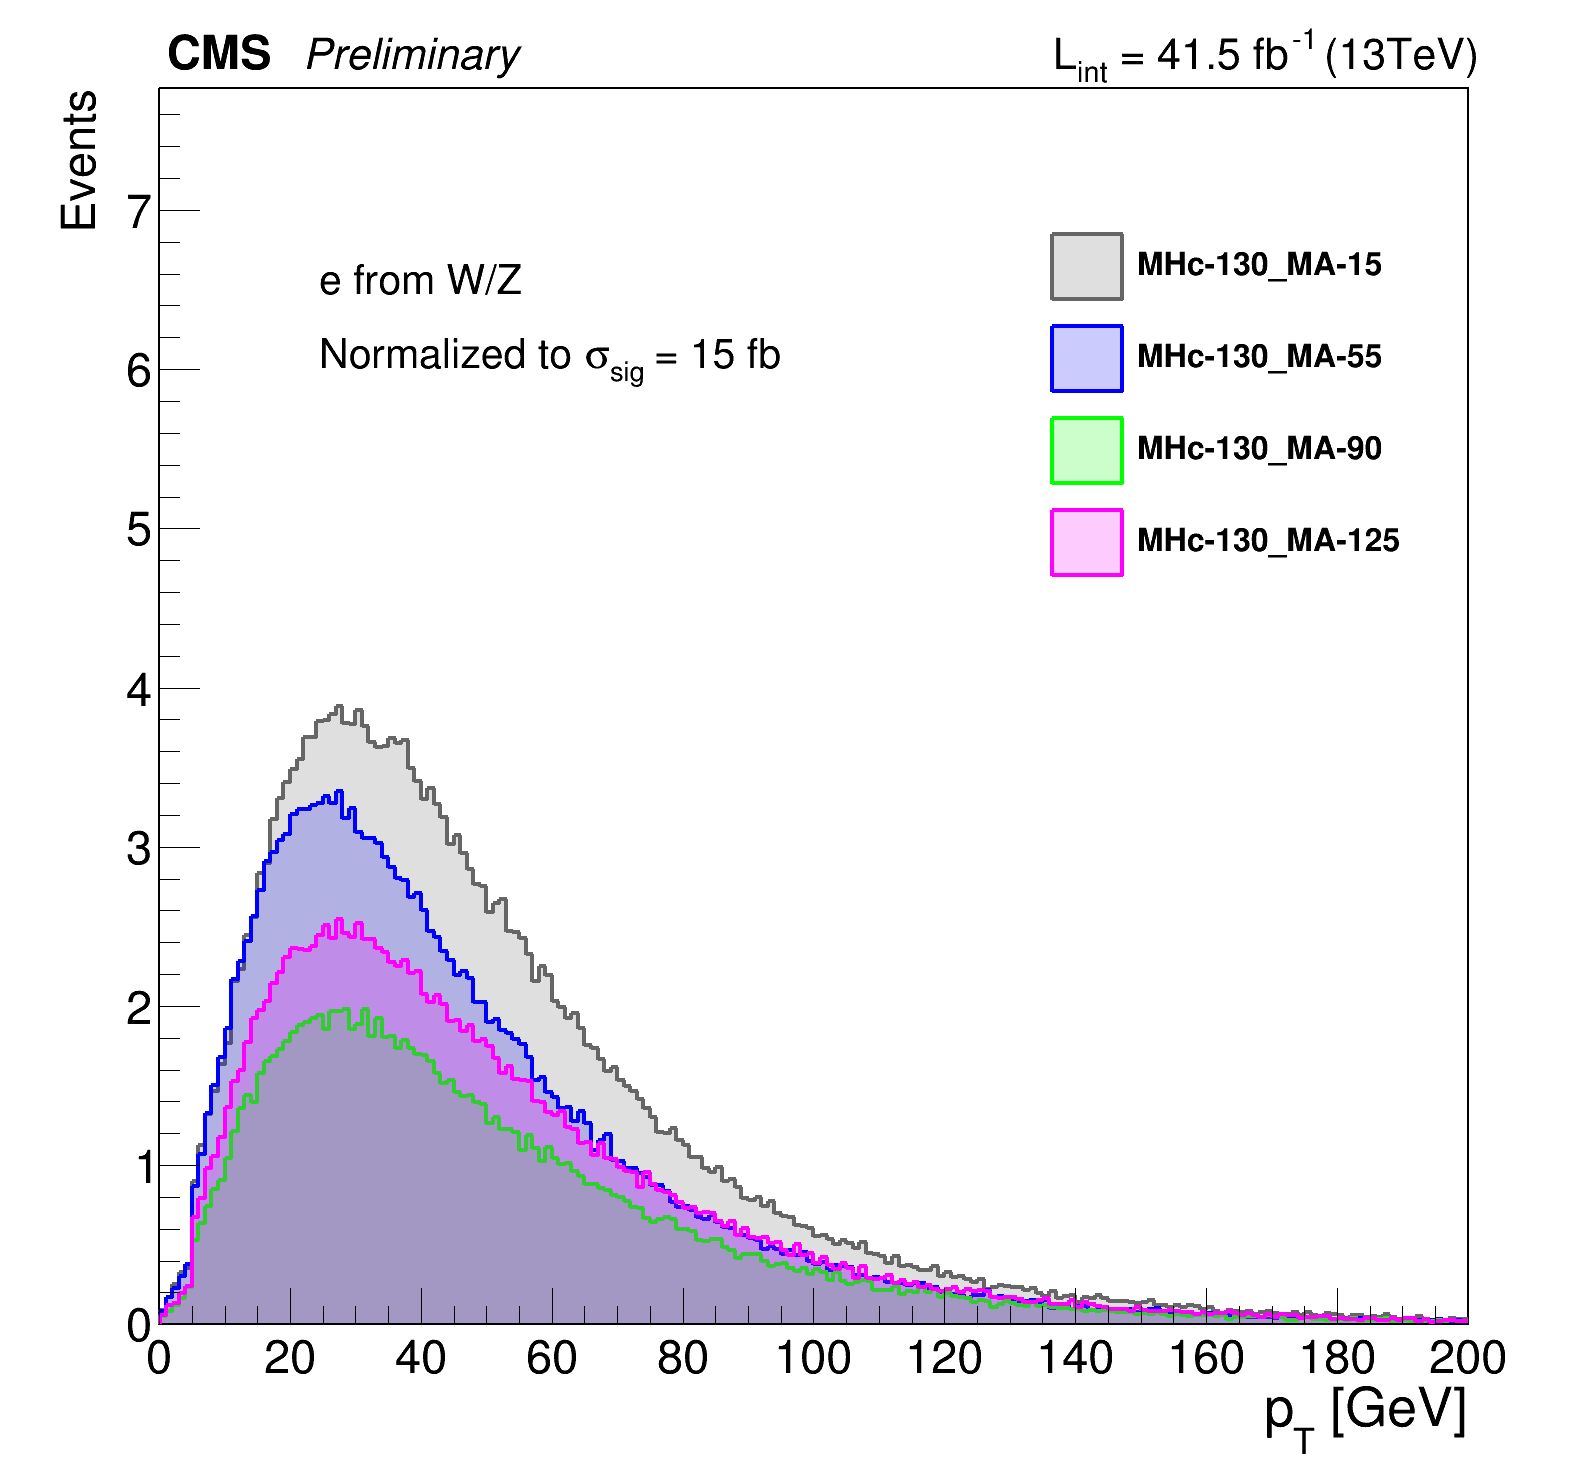 CMS Preliminary
L_int = 41.5 fb^-1 (13TeV)
Events
7
6
5
4
3
2
1
0
e from W/Z
Normalized to σ_sig = 15 fb
MHc-130_MA-15
MHc-130_MA-55
MHc-130_MA-90
MHc-130_MA-125
0 20 40 60 80 100 120 140 160 180 200
p_T [GeV]